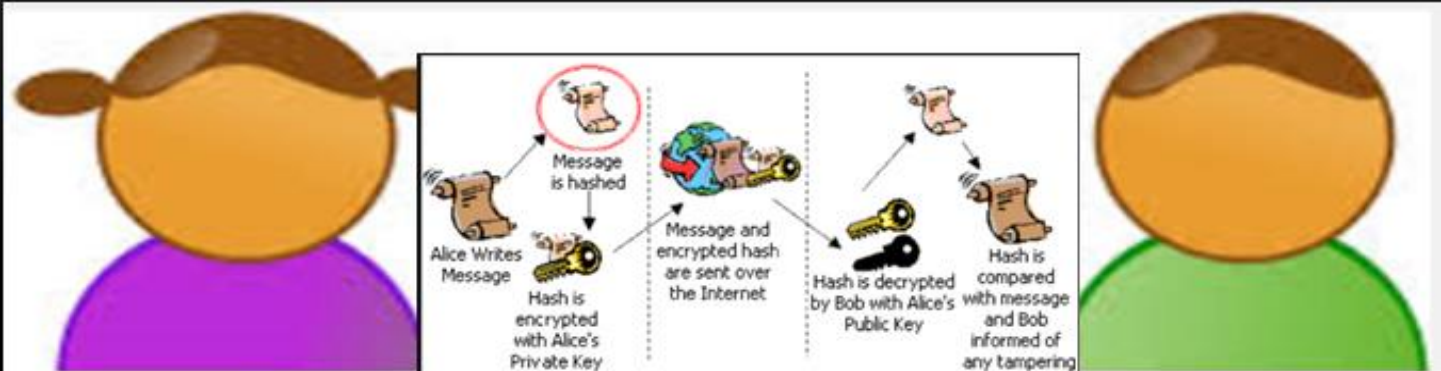 Message
is hashed
Alice Writes
Message
Hash is
encrypted
with Alice's
Private Key
Message and
encrypted hash
are sent over
the Internet
Hash is decrypted
by Bob with Alice's
Public Key
Hash is
compared
with message
and Bob
informed of
any tampering